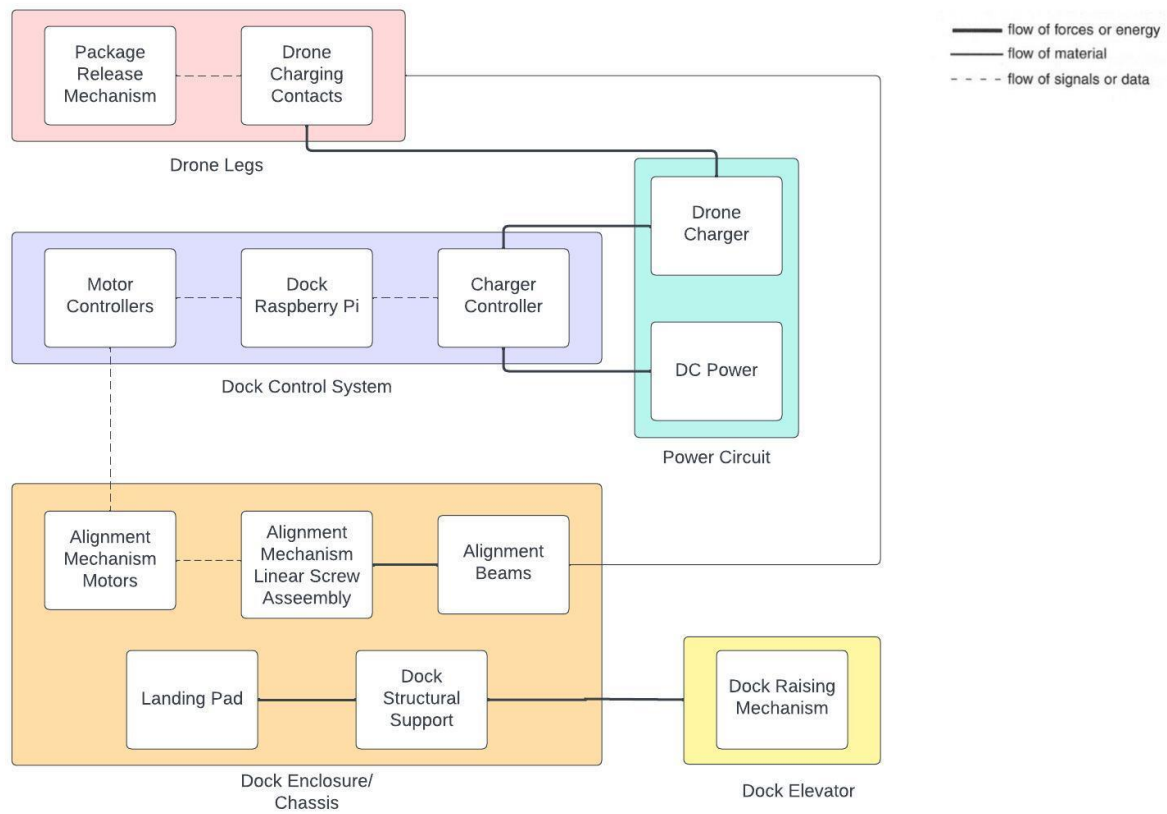 flow of forces or energy
flow of material
flow of signals or data
Package
Release
Mechanism
Drone
Charging
Contacts
Drone Legs
Drone
Charger
DC Power
Power Circuit
Motor
Controllers
Dock
Raspberry Pi
Charger
Controller
Dock Control System
Alignment
Mechanism
Motors
Alignment
Mechanism
Linear Screw
Asseembly
Alignment
Beams
Landing Pad
Dock
Structural
Support
Dock Enclosure/
Chassis
Dock Raising
Mechanism
Dock Elevator